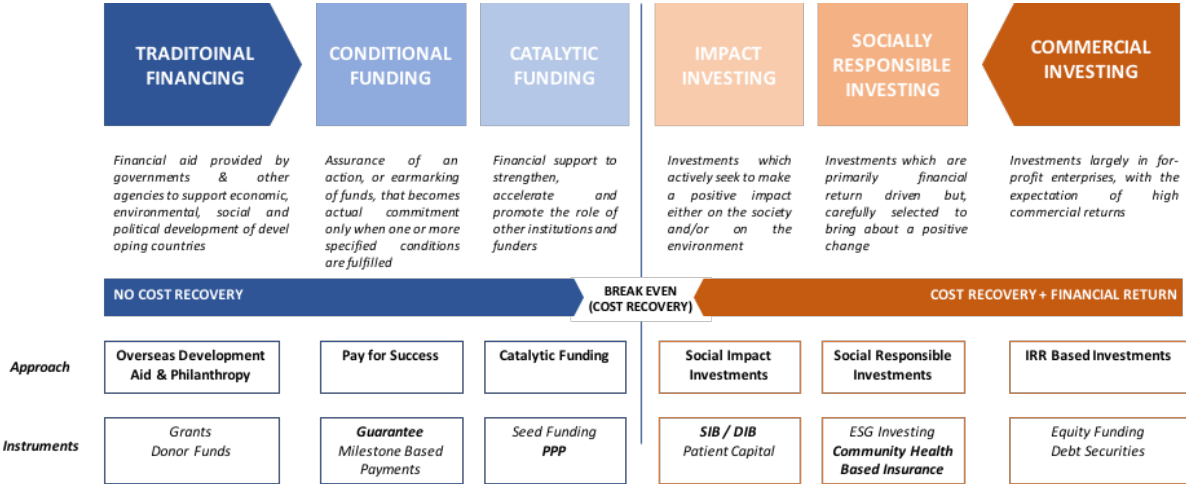 TRADITOINAL
FINANCING
CONDITIONAL
FUNDING
CATALYTIC
FUNDING
IMPACT
INVESTING
SOCIALLY
RESPONSIBLE
INVESTING
COMMERCIAL
INVESTING
Financial aid provided by
governments & other
agencies to support economic,
environmental, social and
political development of devel
oping countries
Assurance of an
action, or earmarking
of funds, that becomes
actual commitment
only when one or more
specified conditions
are fulfilled
Financial support to
strengthen,
accelerate and
promote the role of
other institutions and
funders
Investments which
actively seek to make
a positive impact
either on the society
and/or on the
environment
Investments which are
primarily financial
return driven but,
carefully selected to
bring about a positive
change
Investments largely in for-
profit enterprises, with the
expectation of high
commercial returns
NO COST RECOVERY
BREAK EVEN
(COST RECOVERY)
COST RECOVERY + FINANCIAL RETURN
Approach
Overseas Development
Aid & Philanthropy
Pay for Success
Catalytic Funding
Social Impact
Investments
Social Responsible
Investments
IRR Based Investments
Instruments
Grants
Donor Funds
Guarantee
Milestone Based
Payments
Seed Funding
PPP
SIB / DIB
Patient Capital
ESG Investing
Community Health
Based Insurance
Equity Funding
Debt Securities